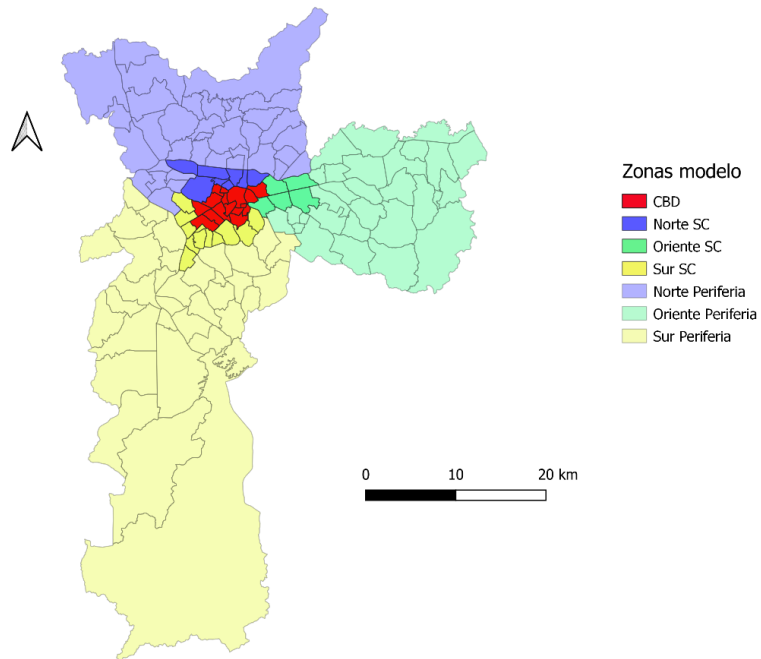 Zonas modelo
CBD
Norte SC
Oriente SC
Sur SC
Norte Periferia
Oriente Periferia
Sur Periferia
0 10 20 km